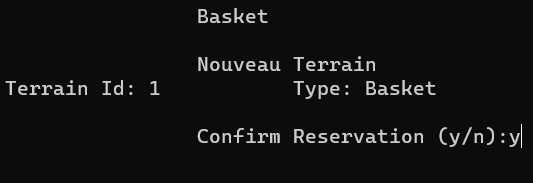 Basket
Nouveau Terrain
Terrain Id: 1 Type: Basket
Confirm Reservation (y/n):y